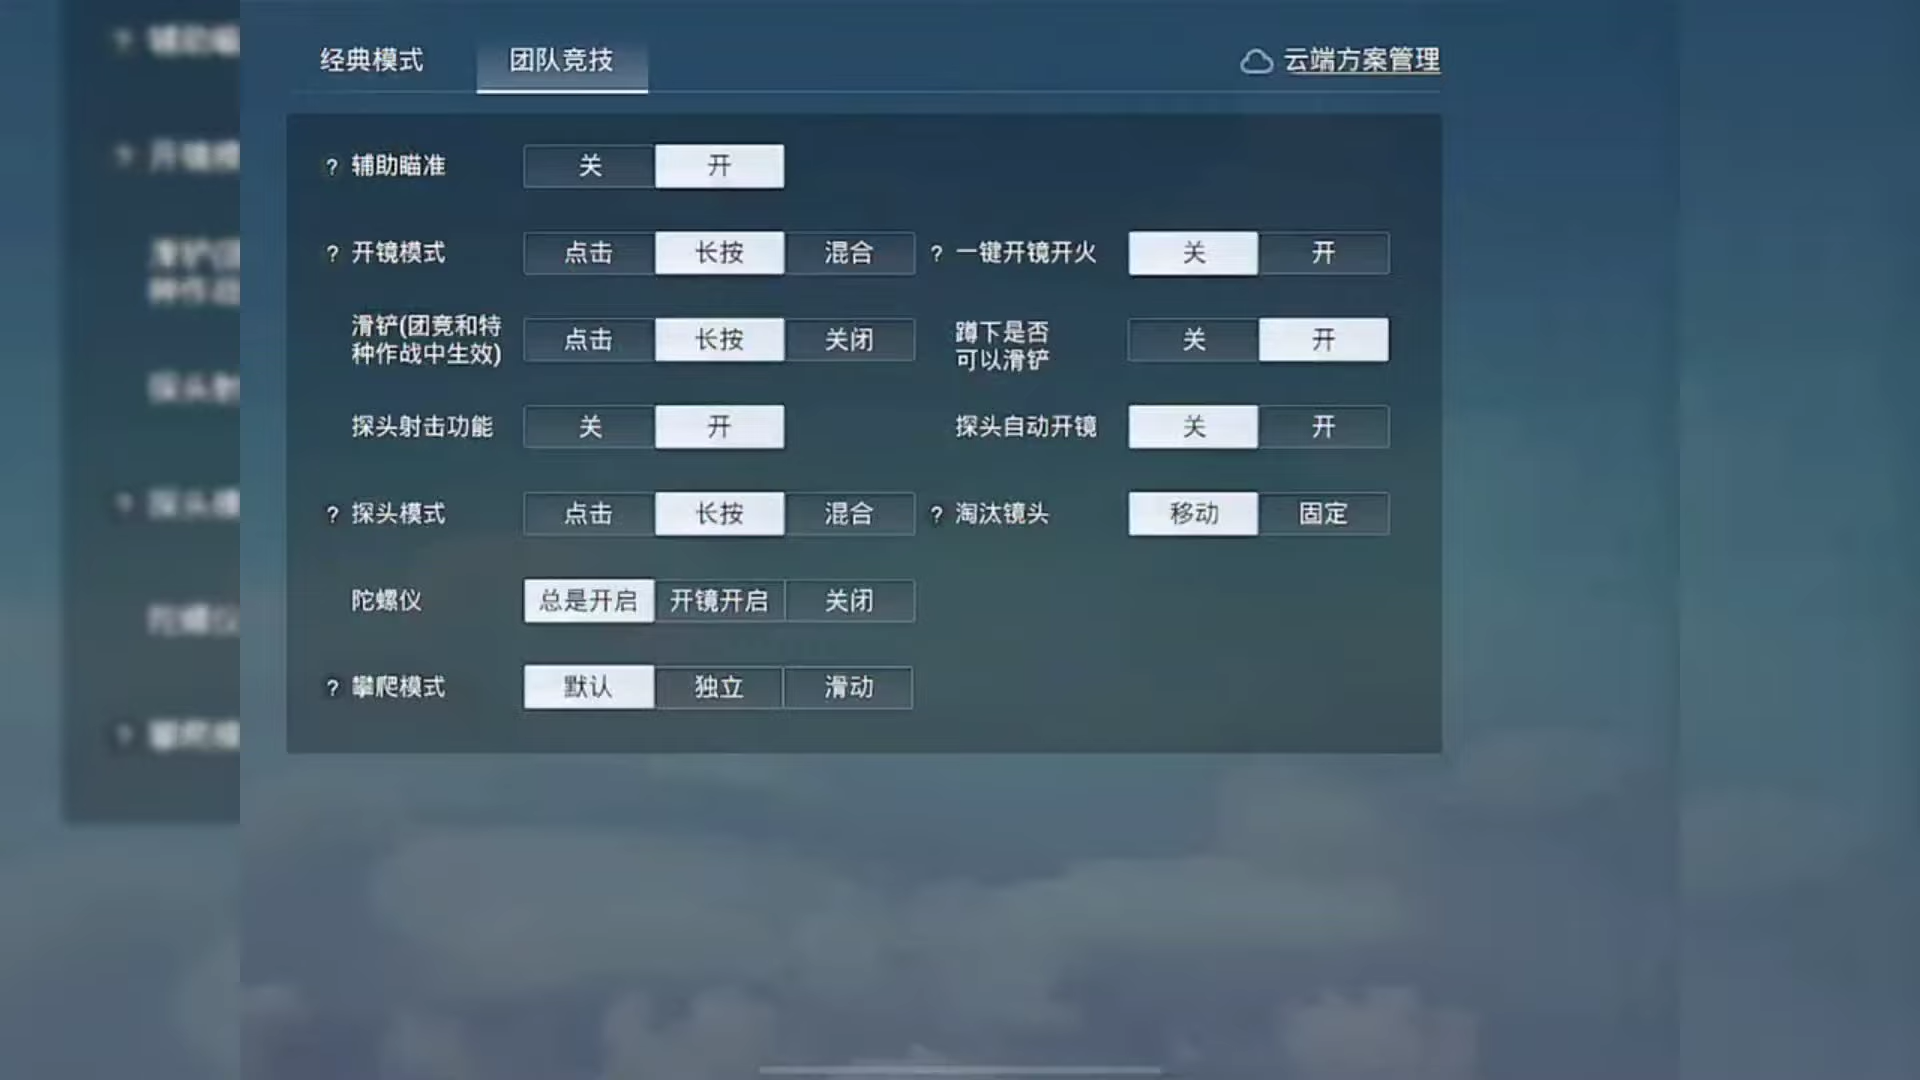 经典模式 团队竞技 云端方案管理
? 辅助瞄准 关 开
? 开镜模式 点击 长按 混合 ? 一键开镜开火 关 开
滑铲(团竞和特
种作战中生效) 点击 长按 关闭 蹲下是否
可以滑铲 关 开
探头射击功能 关 开 探头自动开镜 关 开
? 探头模式 点击 长按 混合 ? 淘汰镜头 移动 固定
陀螺仪 总是开启 开镜开启 关闭
? 攀爬模式 默认 独立 滑动